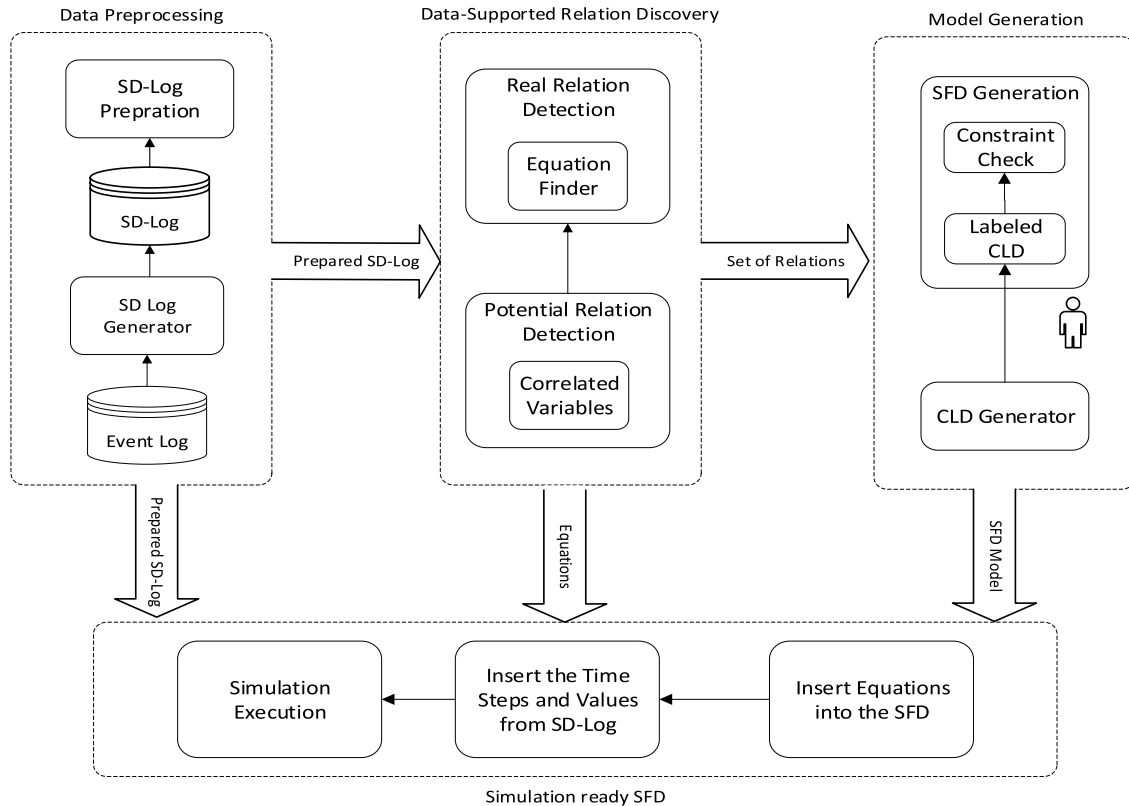 Data Preprocessing
SD-Log
Prepration
SD-Log
SD Log
Generator
Event Log
Prepared SD-Log
Data-Supported Relation Discovery
Real Relation
Detection
Equation
Finder
Potential Relation
Detection
Correlated
Variables
Set of Relations
Model Generation
SFD Generation
Constraint
Check
Labeled
CLD
CLD Generator
Prepared SD-Log
Equations
SFD Model
Simulation
Execution
Insert the Time
Steps and Values
from SD-Log
Insert Equations
into the SFD
Simulation ready SFD